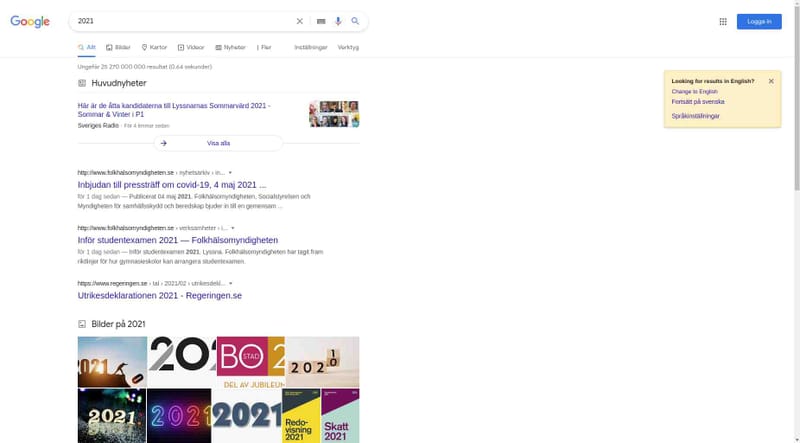 Google
2021
Logga in
Allt
Bilder
Kartor
Videor
Nyheter
Fler
Inställningar
Verktyg
Ungefär 25 270 000 000 resultat (0,64 sekunder)
Looking for results in English?
Change to English
Fortsätt på svenska
Språkinställningar
Huvudnyheter
Här är de åtta kandidaterna till Lyssnarnas Sommarvärd 2021 -
Sommar & Vinter i P1
Sveriges Radio · För 4 timmar sedan
Visa alla
http://www.folkhalsomyndigheten.se › nyhetsarkiv › in...
Inbjudan till pressträff om covid-19, 4 maj 2021 ...
för 1 dag sedan — Publicerat 04 maj 2021. Folkhälsomyndigheten, Socialstyrelsen och
Myndigheten för samhällsskydd och beredskap bjuder in till en gemensam ...
http://www.folkhalsomyndigheten.se › verksamheter › i...
Inför studentexamen 2021 — Folkhälsomyndigheten
för 1 dag sedan — Inför studentexamen 2021. Lyssna. Folkhälsomyndigheten har tagit fram
riktlinjer för hur gymnasieskolor kan arrangera studentexamen.
https://www.regeringen.se › tal › 2021/02 › utrikesdekl...
Utrikesdeklarationen 2021 - Regeringen.se
Bilder på 2021
2021
202
BO
STAD
2
DEL AV JUBILEUM
2021
0
2021
2021
2021
Redo-
visning
2021
Skatt
2021